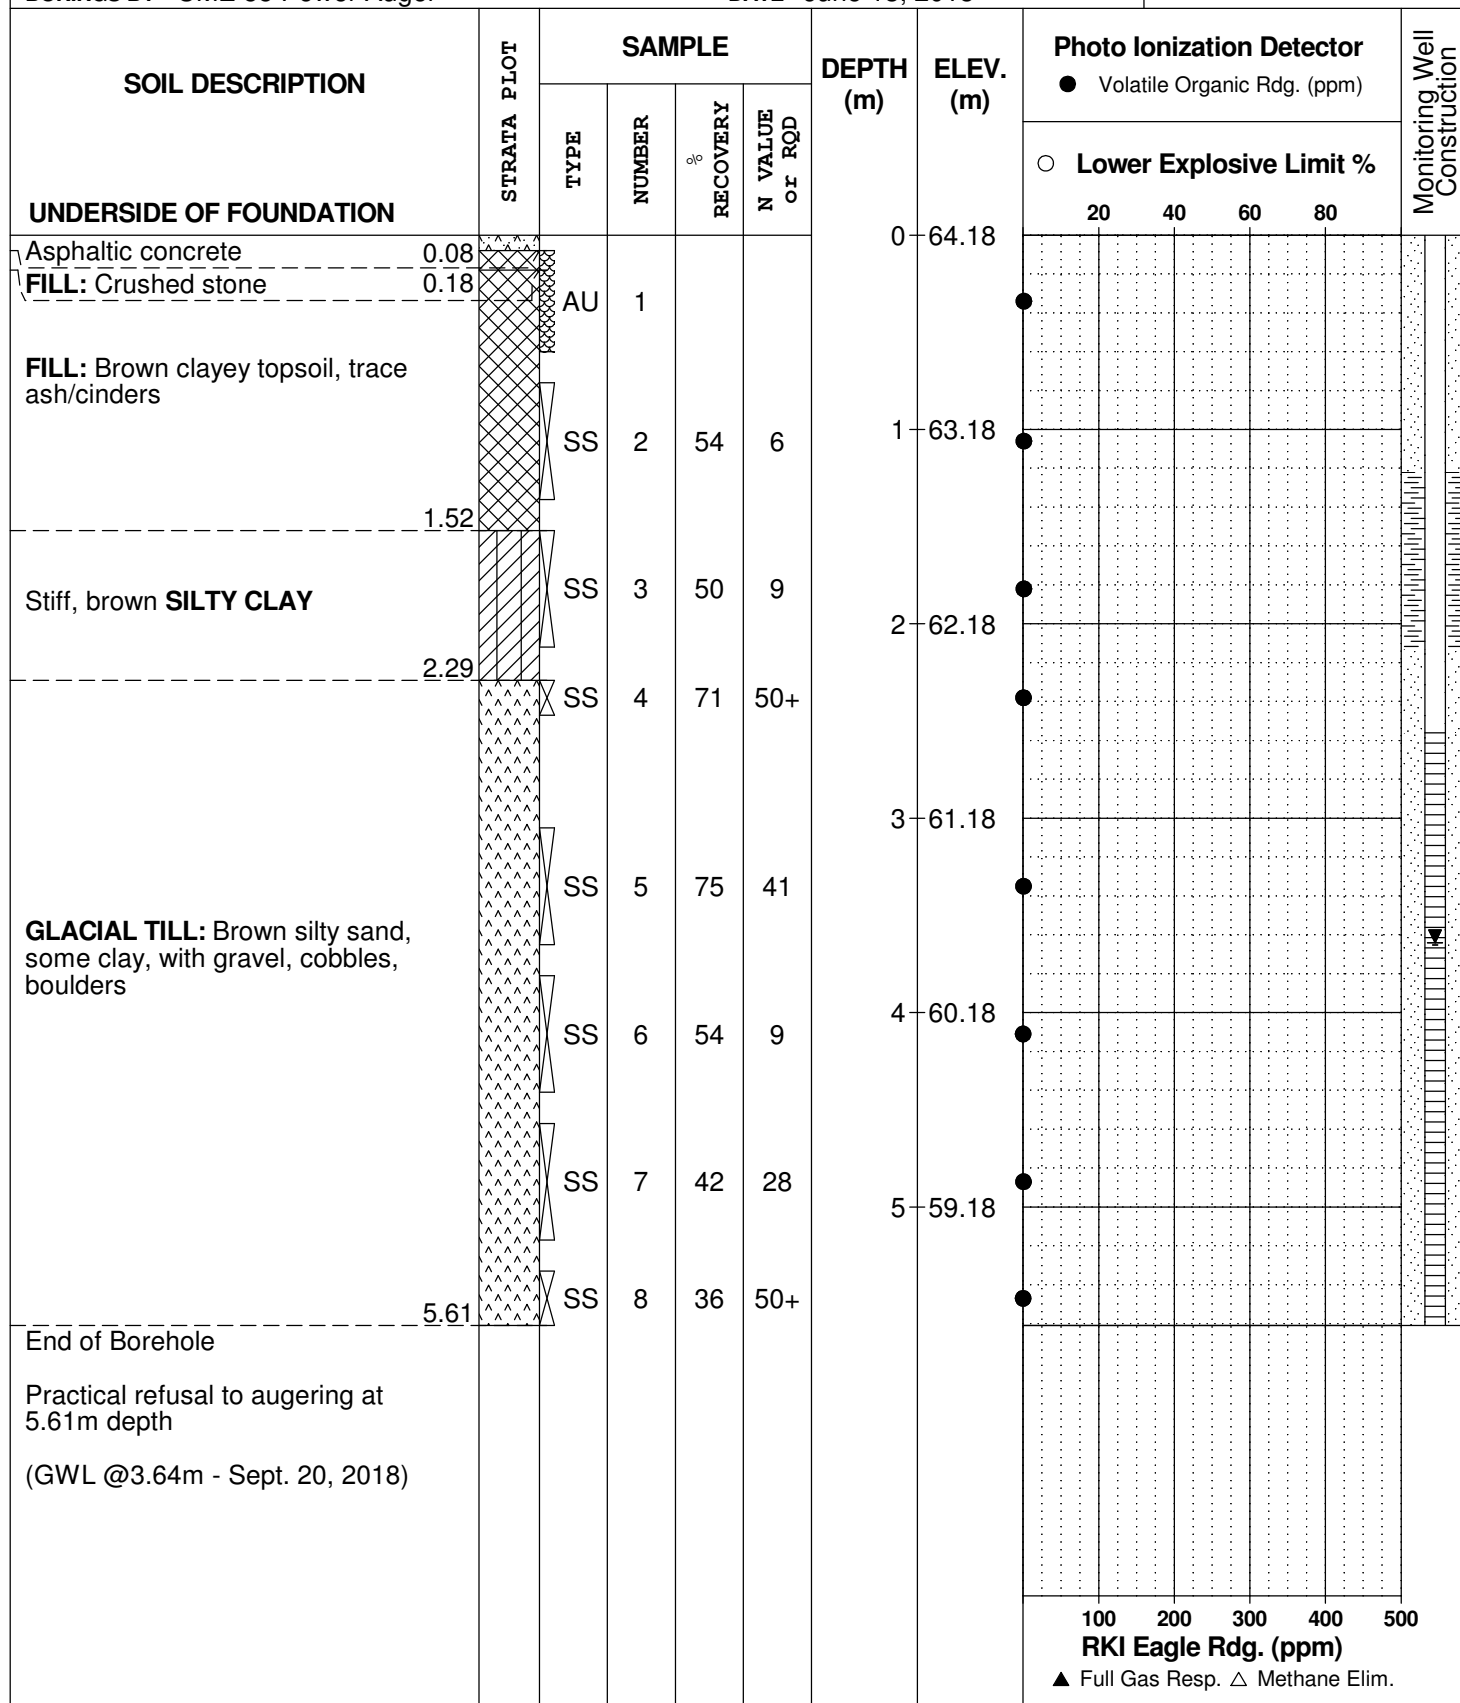 SOIL DESCRIPTION
UNDERSIDE OF FOUNDATION
STRATA PLOT
SAMPLE
TYPE
NUMBER
% RECOVERY
N VALUE or RQD
DEPTH (m)
ELEV. (m)
Photo Ionization Detector
● Volatile Organic Rdg. (ppm)
○ Lower Explosive Limit %
20 40 60 80
Monitoring Well Construction
0 64.18
Asphaltic concrete 0.08
FILL: Crushed stone 0.18
AU 1
FILL: Brown clayey topsoil, trace
ash/cinders
1 63.18
SS 2 54 6
1.52
Stiff, brown SILTY CLAY
SS 3 50 9
2 62.18
2.29
SS 4 71 50+
3 61.18
SS 5 75 41
GLACIAL TILL: Brown silty sand,
some clay, with gravel, cobbles,
boulders
4 60.18
SS 6 54 9
SS 7 42 28
5 59.18
SS 8 36 50+
5.61
End of Borehole
Practical refusal to augering at
5.61m depth
(GWL @3.64m - Sept. 20, 2018)
100 200 300 400 500
RKI Eagle Rdg. (ppm)
▲ Full Gas Resp. △ Methane Elim.